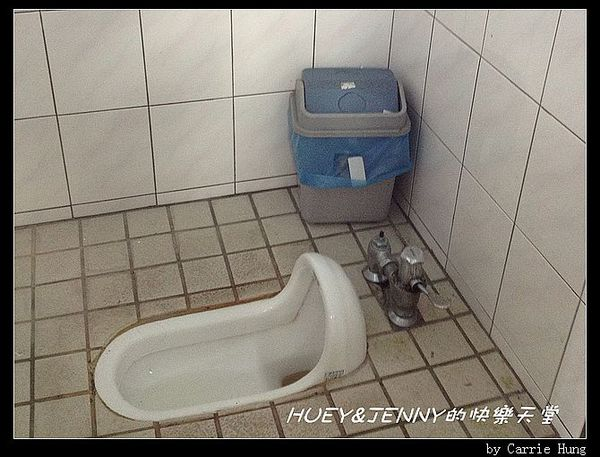 HUEY&JENNY的快樂天堂
by Carrie Hung